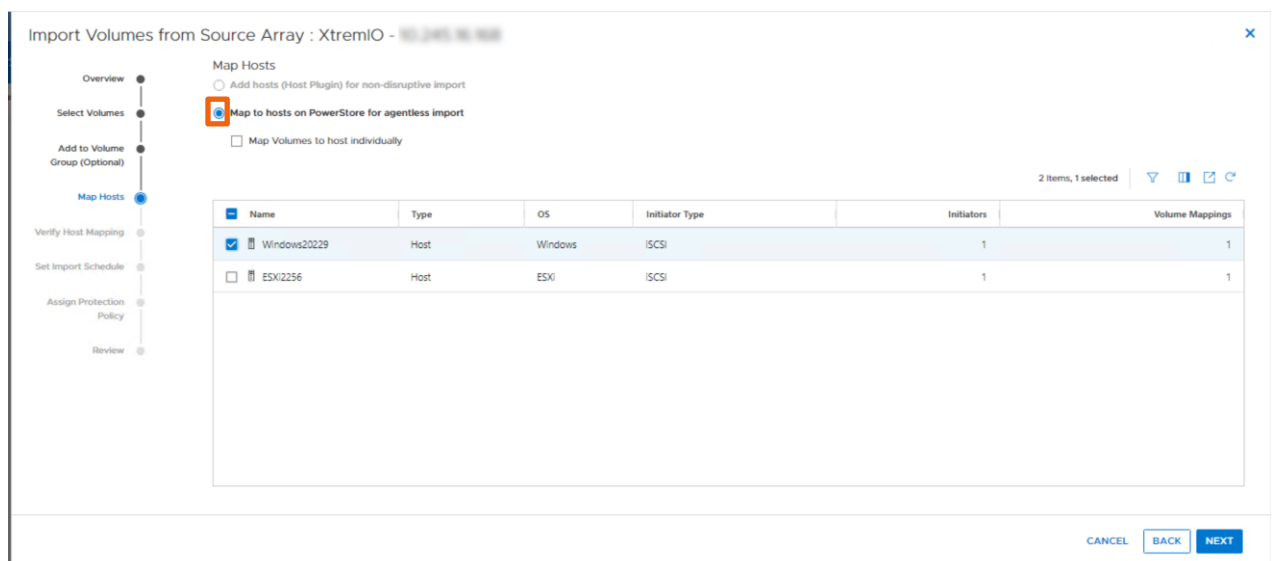 Import Volumes from Source Array : XtremIO -
Overview
Select Volumes
Add to Volume
Group (Optional)
Map Hosts
Verify Host Mapping
Set Import Schedule
Assign Protection
Policy
Review
Map Hosts
Add hosts (Host Plugin) for non-disruptive import
Map to hosts on PowerStore for agentless import
Map Volumes to host individually
2 Items, 1 selected
Name Type OS Initiator Type Initiators Volume Mappings
Windows20229 Host Windows iSCSI 1 1
ESXi2256 Host ESXi iSCSI 1 1
CANCEL BACK NEXT